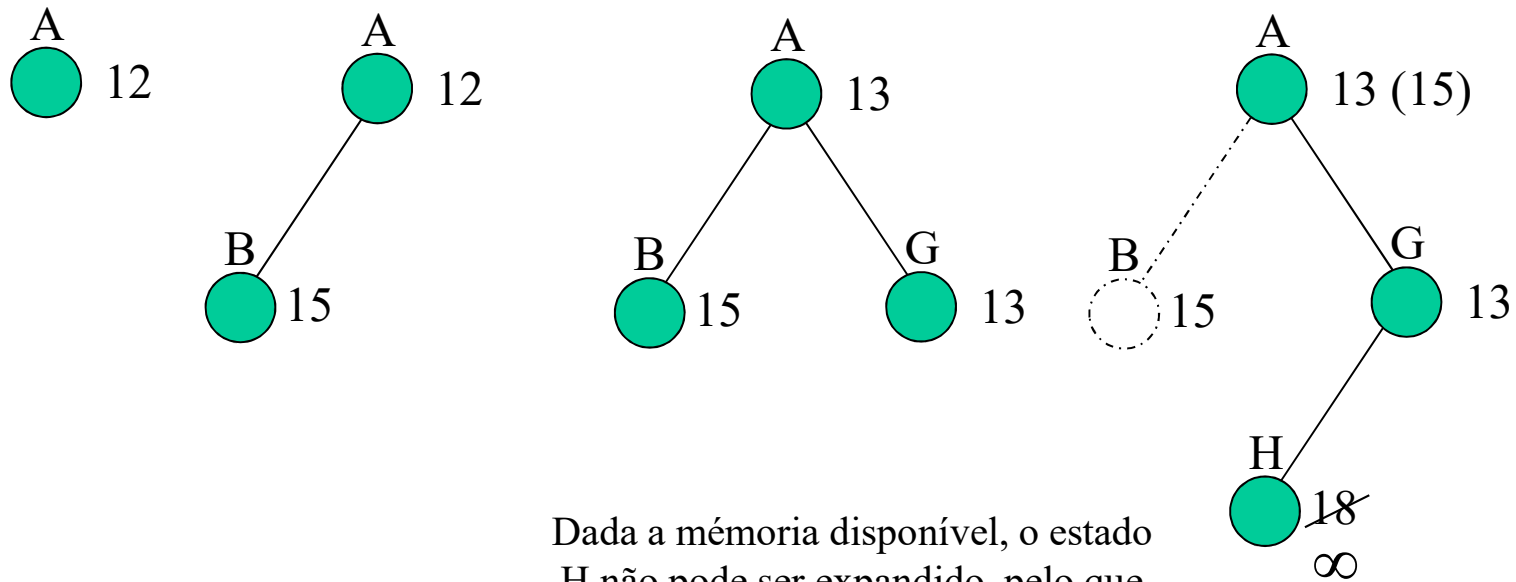 A
12
A
12
B
15
A
13
B
15
G
13
A
13 (15)
B
15
G
13
H
18
∞
Dada a mémoria disponível, o estado
H não pode ser expandido, pelo que